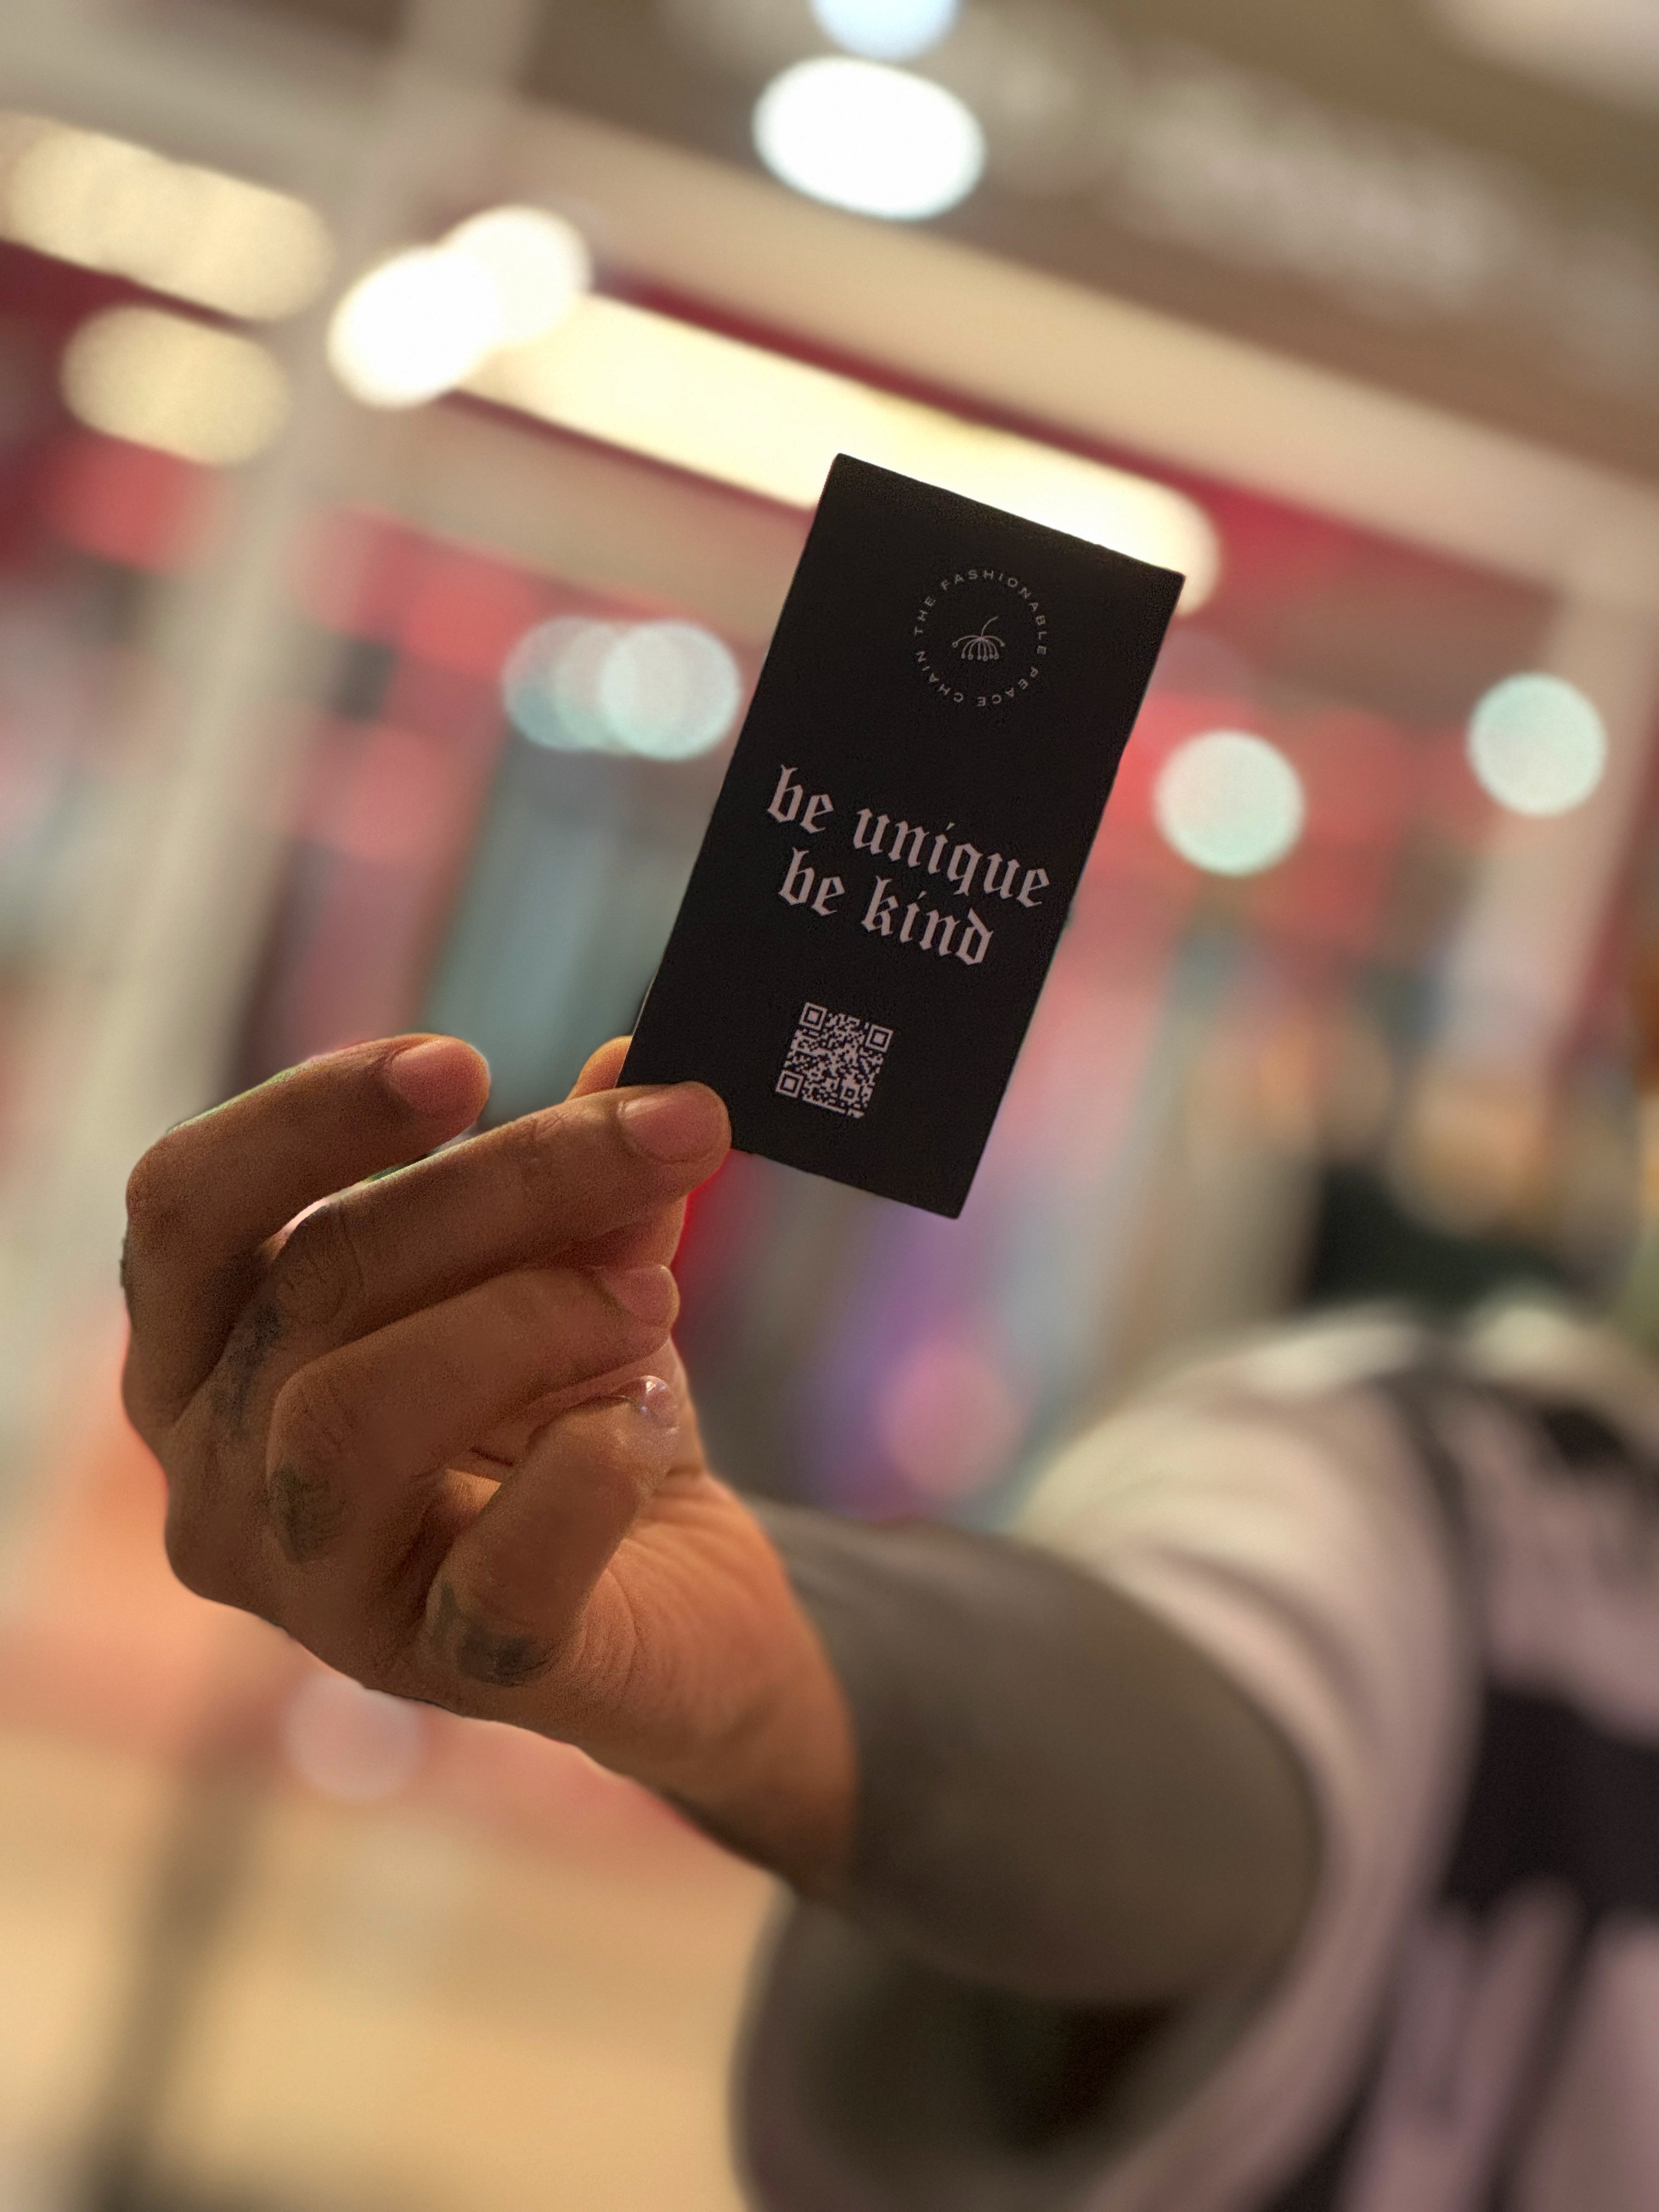 THE FASHIONABLE PEACE CHAIN
be unique
be kind